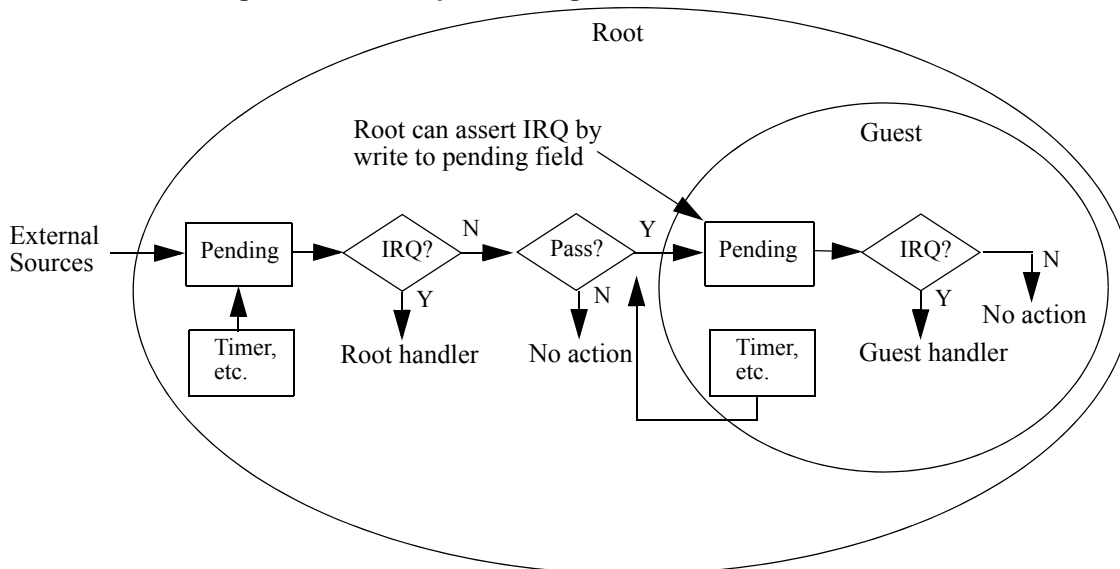 Root
Root can assert IRQ by
write to pending field
Guest
External
Sources
Pending
IRQ?
N
Pass?
Y
Pending
IRQ?
N
Y
N
Y
No action
Timer,
etc.
Root handler
No action
Timer,
etc.
Guest handler